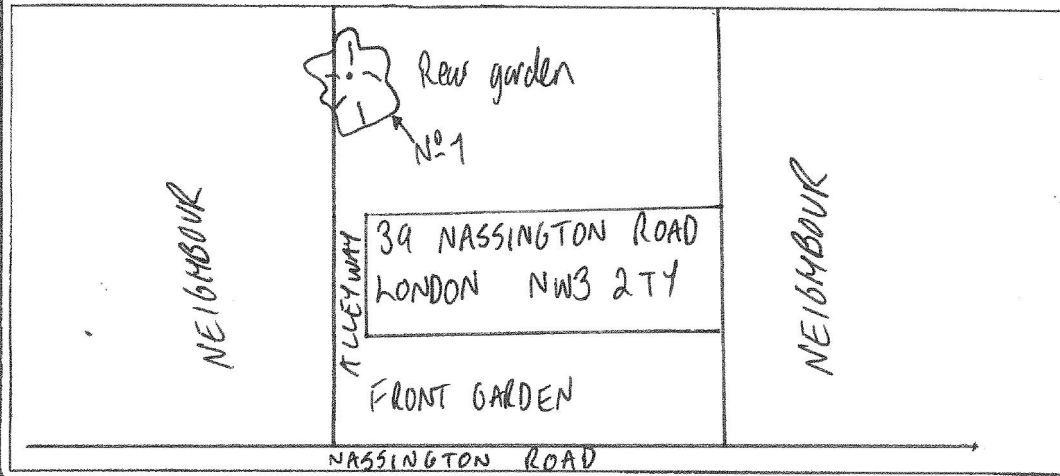 Rear garden
Nº1
NEIGHBOUR
ALLEYWAY
39 NASSINGTON ROAD
LONDON NW3 2TY
NEIGHBOUR
FRONT GARDEN
NASSINGTON ROAD